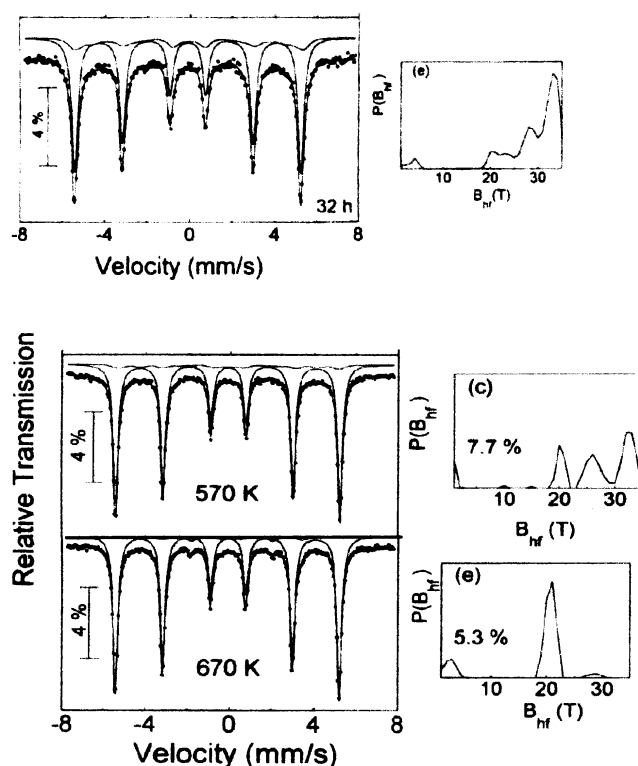 4 %
32 h
-8 -4 0 4 8
Velocity (mm/s)
(e)
P(B_hf)
10 20 30
B_hf(T)
Relative Transmission
4 %
570 K
4 %
670 K
-8 -4 0 4 8
Velocity (mm/s)
(c)
P(B_hf)
7.7 %
10 20 30
B_hf (T)
(e)
P(B_hf)
5.3 %
10 20 30
B_hf (T)